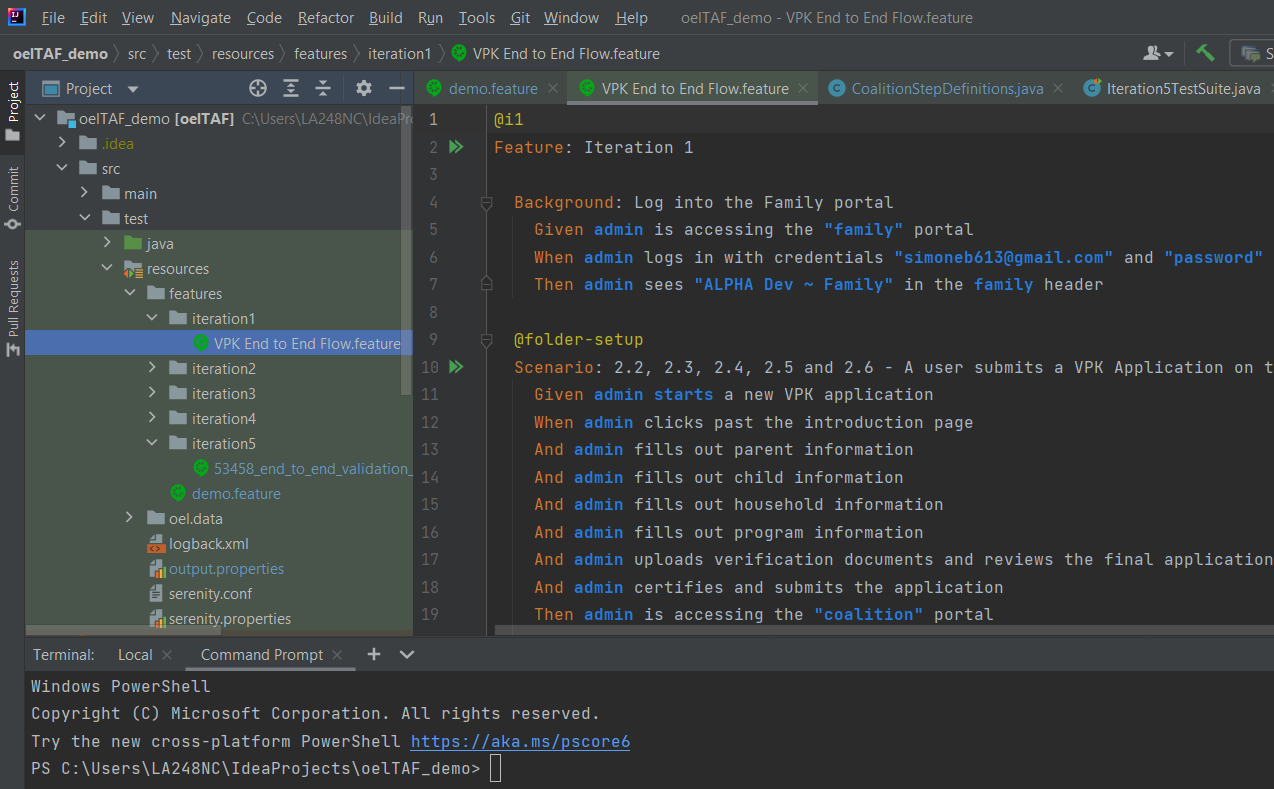 File Edit View Navigate Code Refactor Build Run Tools Git Window Help oelTAF_demo - VPK End to End Flow.feature
oelTAF_demo src test resources features iteration1 VPK End to End Flow.feature
Project
Commit
Pull Requests
Project
oelTAF_demo [oelTAF] C:\Users\LA248NC\IdeaPr
.idea
src
main
test
java
resources
features
iteration1
VPK End to End Flow.feature
iteration2
iteration3
iteration4
iteration5
53458_end_to_end_validation_
demo.feature
oel.data
logback.xml
output.properties
serenity.conf
serenity.properties
demo.feature VPK End to End Flow.feature CoalitionStepDefinitions.java Iteration5TestSuite.java
1 @i1
2 Feature: Iteration 1
3
4 Background: Log into the Family portal
5 Given admin is accessing the "family" portal
6 When admin logs in with credentials "simoneb613@gmail.com" and "password"
7 Then admin sees "ALPHA Dev ~ Family" in the family header
8
9 @folder-setup
10 Scenario: 2.2, 2.3, 2.4, 2.5 and 2.6 - A user submits a VPK Application on t
11 Given admin starts a new VPK application
12 When admin clicks past the introduction page
13 And admin fills out parent information
14 And admin fills out child information
15 And admin fills out household information
16 And admin fills out program information
17 And admin uploads verification documents and reviews the final application
18 And admin certifies and submits the application
19 Then admin is accessing the "coalition" portal
Terminal: Local Command Prompt
Windows PowerShell
Copyright (C) Microsoft Corporation. All rights reserved.
Try the new cross-platform PowerShell https://aka.ms/pscore6
PS C:\Users\LA248NC\IdeaProjects\oelTAF_demo>